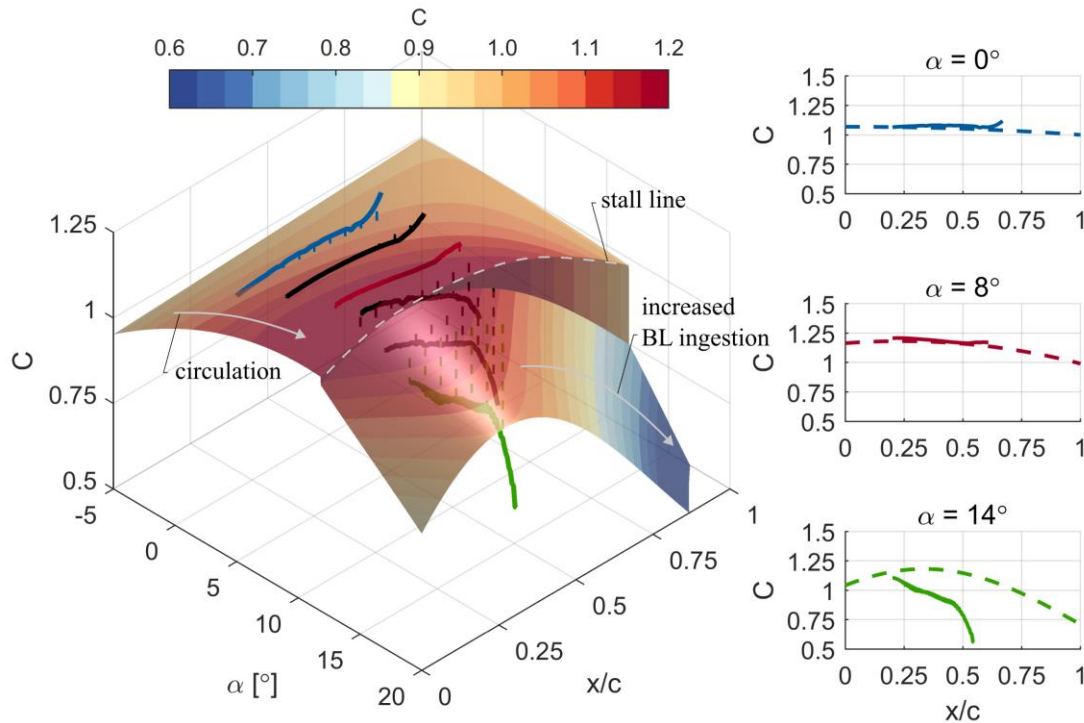 C
0.6 0.7 0.8 0.9 1.0 1.1 1.2
1.25
1
0.75
0.5
C
-5
0
5
10
15
20
α [°]
0
0.25
0.5
0.75
1
x/c
circulation
stall line
increased
BL ingestion
α = 0°
1.5
1.25
1
0.75
0.5
C
0 0.25 0.5 0.75 1
α = 8°
1.5
1.25
1
0.75
0.5
C
0 0.25 0.5 0.75 1
α = 14°
1.5
1.25
1
0.75
0.5
C
0 0.25 0.5 0.75 1
x/c